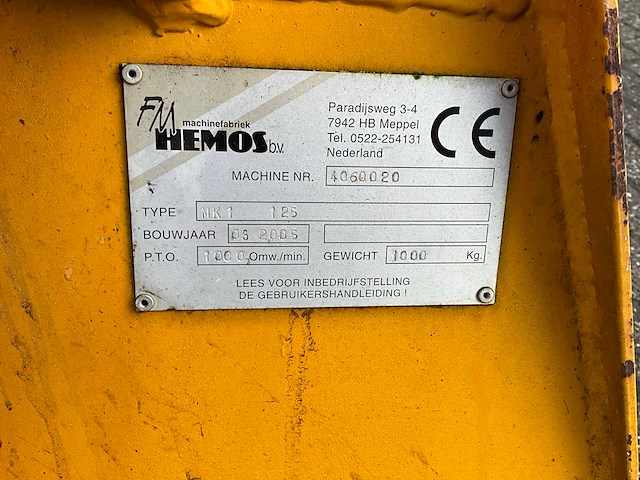 FM machinefabriek
HEMOS b.v.
Paradijsweg 3-4
7942 HB Meppel
Tel. 0522-254131
Nederland
CE
MACHINE NR. 4060020
TYPE MK1 125
BOUWJAAR 03 2005
P.T.O. 1000 Omw./min. GEWICHT 1000 Kg.
LEES VOOR INBEDRIJFSTELLING
DE GEBRUIKERSHANDLEIDING !